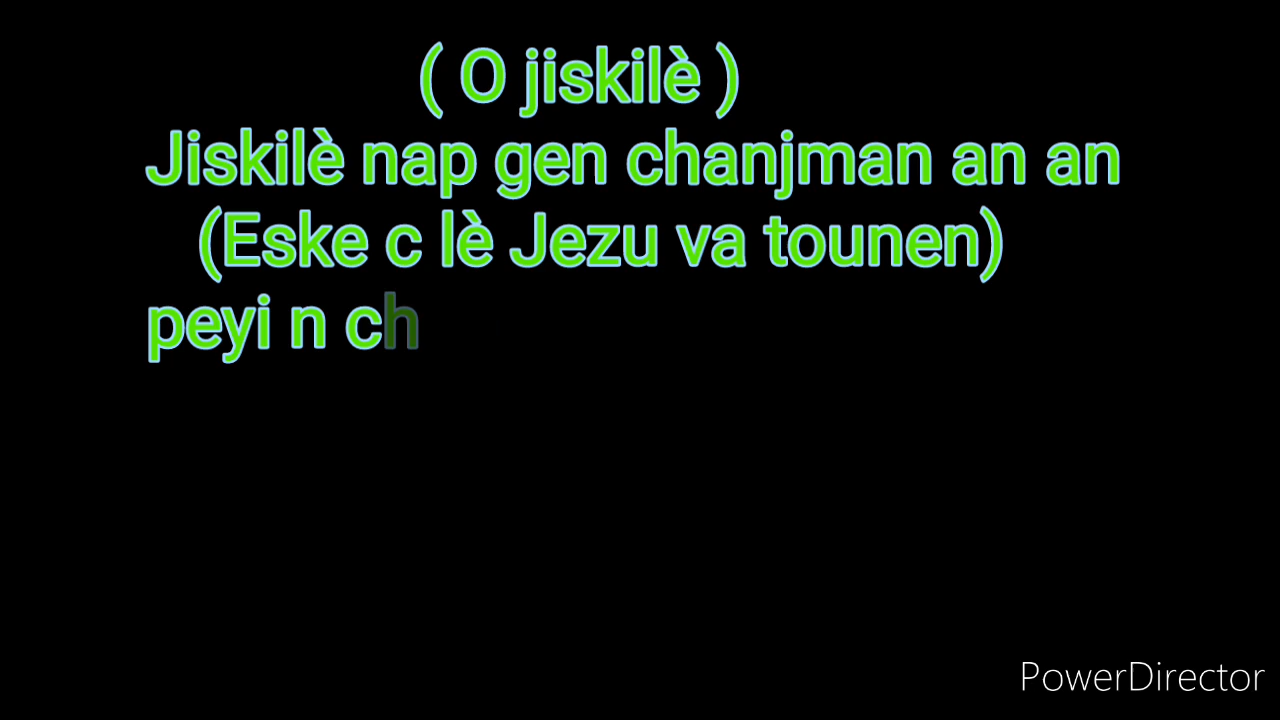 ( O jiskilè )
Jiskilè nap gen chanjman an an
(Eske c lè Jezu va tounen)
peyi n ch
PowerDirector